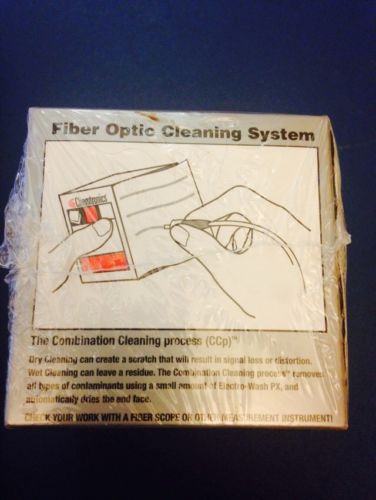 Fiber Optic Cleaning System
Chemtronics
The Combination Cleaning process (CCp)™
Dry Cleaning can create a scratch that will result in signal loss or distortion.
Wet Cleaning can leave a residue. The Combination Cleaning process™ removes
all types of contaminants using a small amount of Electro-Wash PX, and
automatically dries the end face.
CHECK YOUR WORK WITH A FIBER SCOPE OR OTHER MEASUREMENT INSTRUMENT!